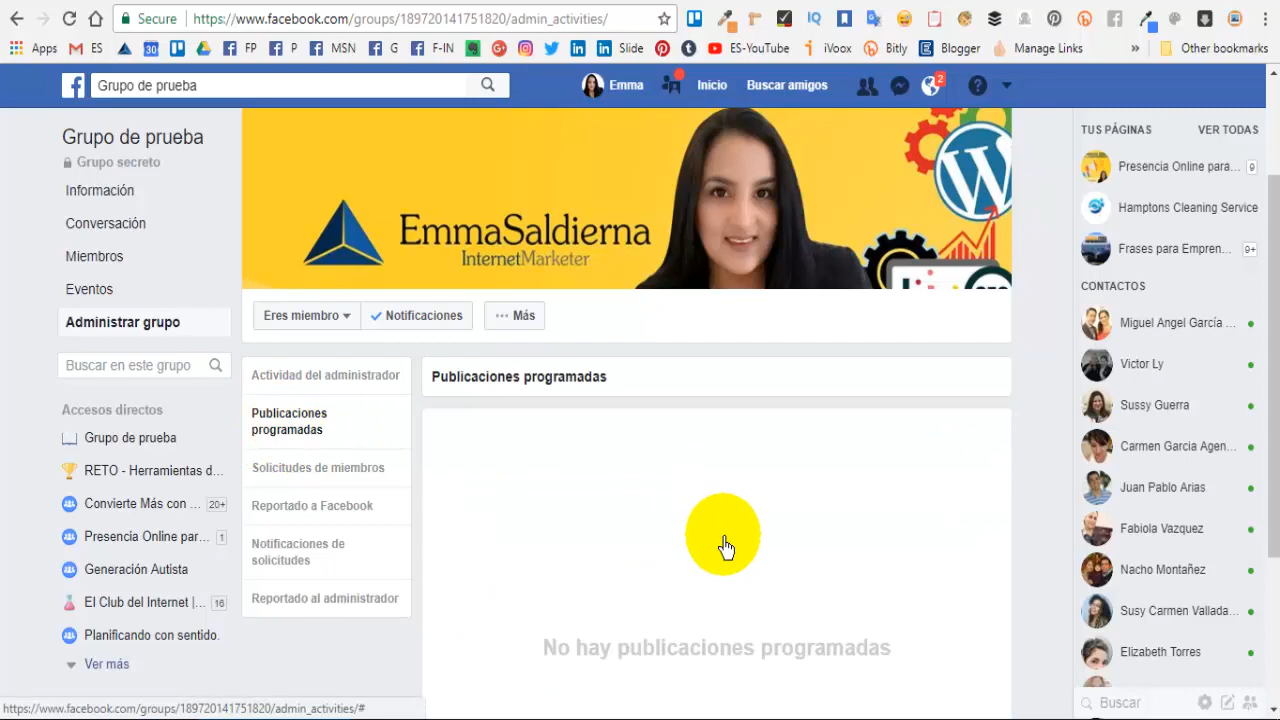 Secure
https://www.facebook.com/groups/189720141751820/admin_activities/
Apps
ES
30
FP
P
MSN
G
F-IN
Slide
ES-YouTube
iVoox
Bitly
Blogger
Manage Links
»
Other bookmarks
Grupo de prueba
Emma
Inicio
Buscar amigos
2
Grupo de prueba
Grupo secreto
Información
Conversación
Miembros
Eventos
Administrar grupo
Buscar en este grupo
Accesos directos
Grupo de prueba
RETO - Herramientas d...
Convierte Más con ... 20+
Presencia Online par... 1
Generación Autista
El Club del Internet |... 16
Planificando con sentido.
Ver más
EmmaSaldierna
InternetMarketer
Eres miembro
Notificaciones
Más
Actividad del administrador
Publicaciones
programadas
Solicitudes de miembros
Reportado a Facebook
Notificaciones de
solicitudes
Reportado al administrador
Publicaciones programadas
No hay publicaciones programadas
TUS PÁGINAS VER TODAS
Presencia Online para... 9
Hamptons Cleaning Service
Frases para Empren... 9+
CONTACTOS
Miguel Angel García ...
Victor Ly
Sussy Guerra
Carmen Garcia Agen...
Juan Pablo Arias
Fabiola Vazquez
Nacho Montañez
Susy Carmen Vallada...
Elizabeth Torres
Buscar
https://www.facebook.com/groups/189720141751820/admin_activities/#